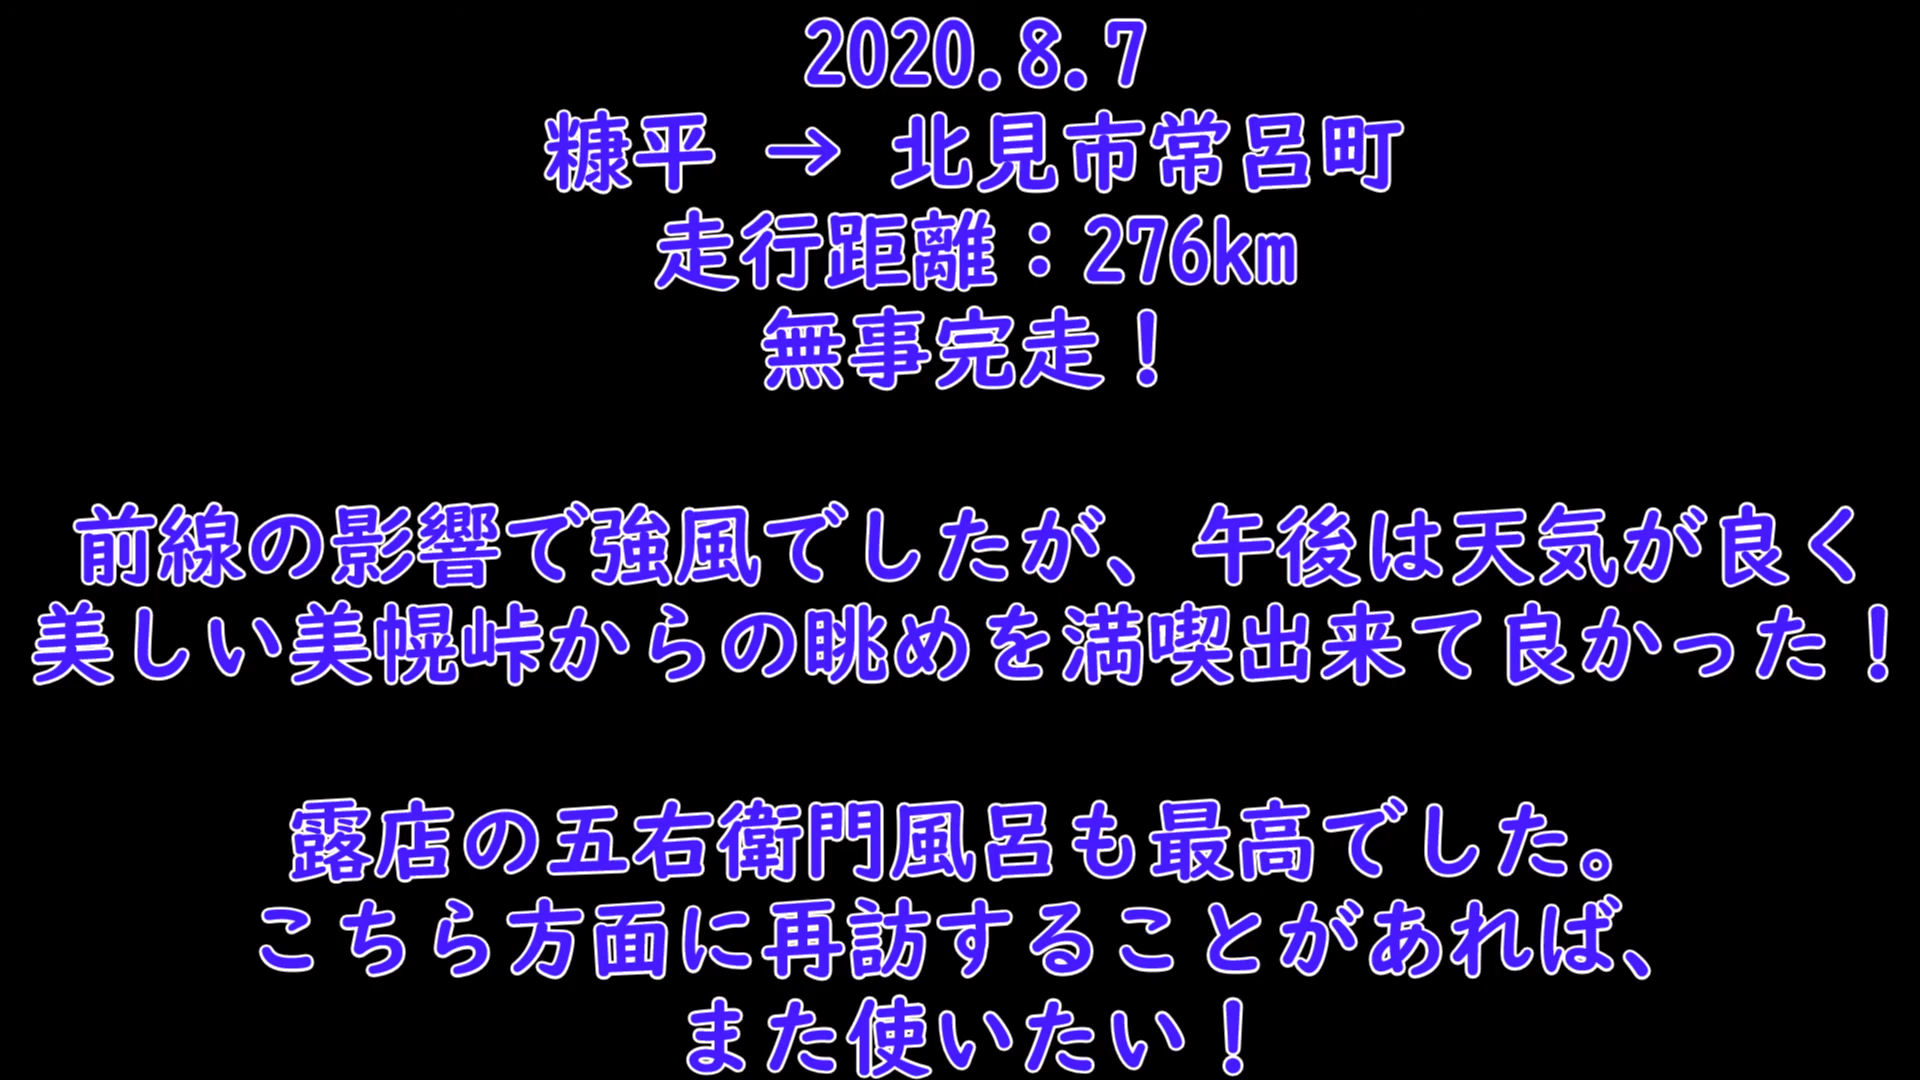 2020.8.7
糠平 → 北見市常呂町
走行距離：276km
無事完走！
前線の影響で強風でしたが、午後は天気が良く
美しい美幌峠からの眺めを満喫出来て良かった！
露店の五右衛門風呂も最高でした。
こちら方面に再訪することがあれば、
また使いたい！